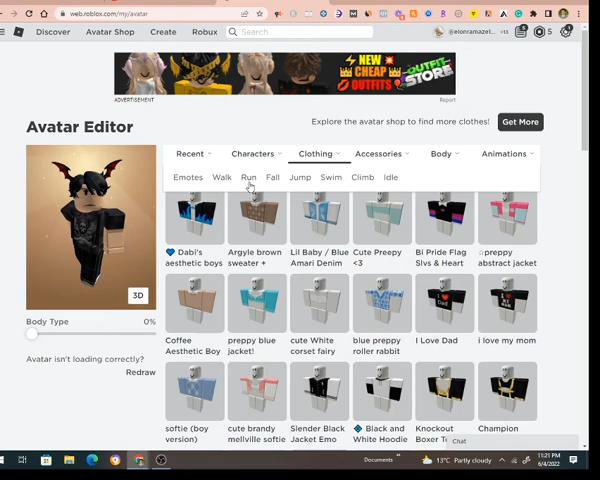 web.roblox.com/my/avatar
Discover Avatar Shop Create Robux Search @elonramazel... +13 5
NEW
CHEAP
OUTFITS
OUTFIT
STORE
ADVERTISEMENT Report
Avatar Editor
Explore the avatar shop to find more clothes! Get More
Recent Characters Clothing Accessories Body Animations
Emotes Walk Run Fall Jump Swim Climb Idle
Dabi's aesthetic boys
Argyle brown sweater +
Lil Baby / Blue Amari Denim
Cute Preepy <3
Bi Pride Flag Slvs & Heart
☆preppy abstract jacket
3D
Body Type 0%
Coffee Aesthetic Boy
preppy blue jacket!
cute White corset fairy
blue preppy roller rabbit
I Love Dad
i love my mom
Avatar isn't loading correctly?
Redraw
softie (boy version)
cute brandy mellville softie
Slender Black Jacket Emo
Black and White Hoodie
Knockout Boxer T
Champion
Chat
Documents
13°C Partly cloudy
11:21 PM
6/4/2022